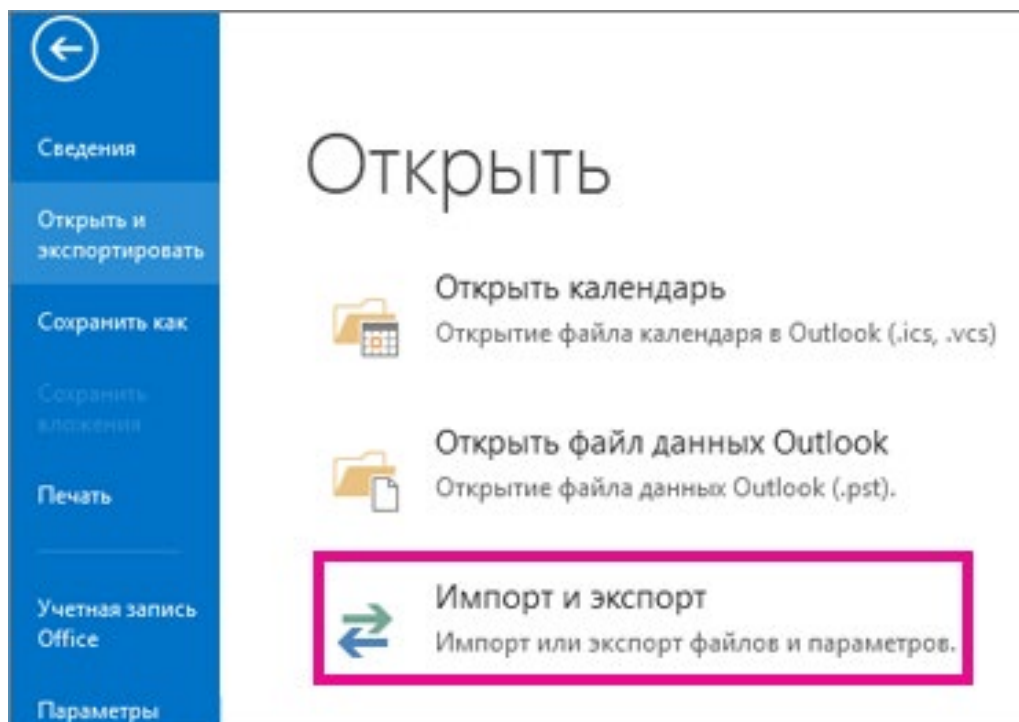 Сведения
Открыть и
экспортировать
Сохранить как
Сохранить
вложения
Печать
Учетная запись
Office
Параметры
Открыть
Открыть календарь
Открытие файла календаря в Outlook (.ics, .vcs)
Открыть файл данных Outlook
Открытие файла данных Outlook (.pst).
Импорт и экспорт
Импорт или экспорт файлов и параметров.